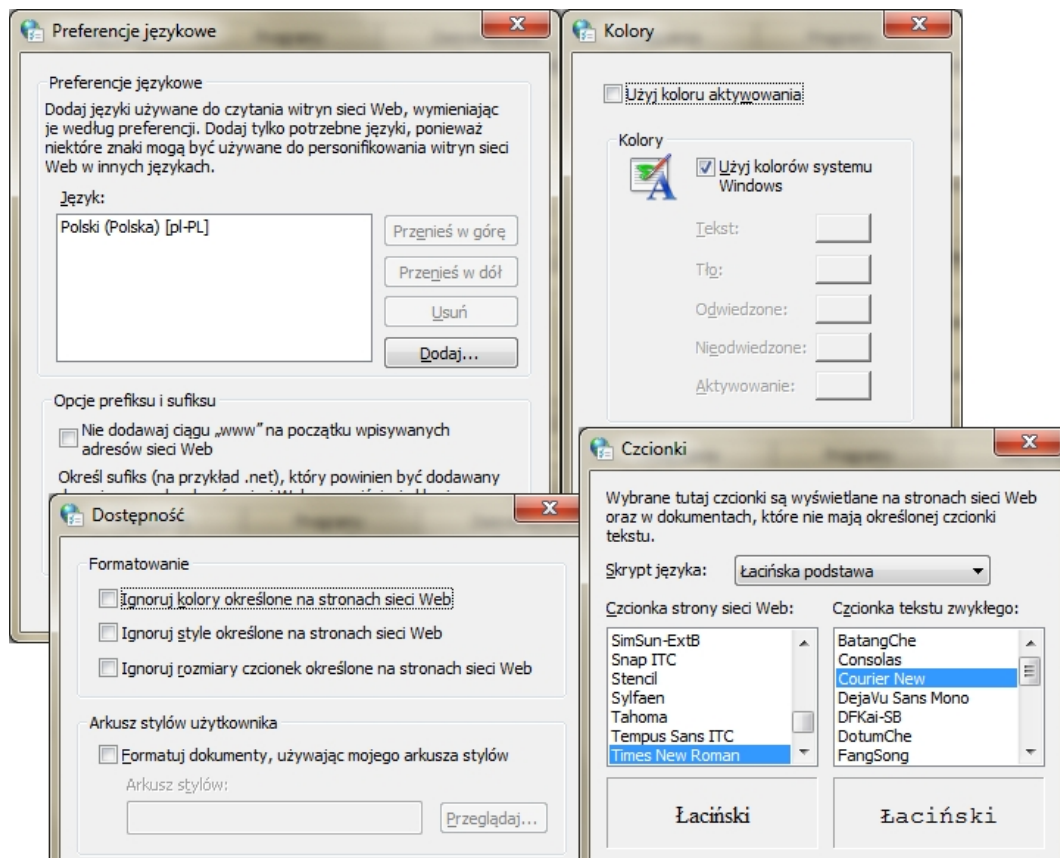 Preferencje językowe
Preferencje językowe
Dodaj języki używane do czytania witryn sieci Web, wymieniając
je według preferencji. Dodaj tylko potrzebne języki, ponieważ
niektóre znaki mogą być używane do personifikowania witryn sieci
Web w innych językach.
Język:
Polski (Polska) [pl-PL]
Przenieś w górę
Przenieś w dół
Usuń
Dodaj...
Opcje prefiksu i sufiksu
Nie dodawaj ciągu „www” na początku wpisywanych
adresów sieci Web
Określ sufiks (na przykład .net), który powinien być dodawany
Kolory
Użyj koloru aktywowania
Kolory
Użyj kolorów systemu
Windows
Tekst:
Tło:
Odwiedzone:
Nieodwiedzone:
Aktywowanie:
Dostępność
Formatowanie
Ignoruj kolory określone na stronach sieci Web
Ignoruj style określone na stronach sieci Web
Ignoruj rozmiary czcionek określone na stronach sieci Web
Arkusz stylów użytkownika
Formatuj dokumenty, używając mojego arkusza stylów
Arkusz stylów:
Przeglądaj...
Czcionki
Wybrane tutaj czcionki są wyświetlane na stronach sieci Web
oraz w dokumentach, które nie mają określonej czcionki
tekstu.
Skrypt języka: Łacińska podstawa
Czcionka strony sieci Web:
SimSun-ExtB
Snap ITC
Stencil
Sylfaen
Tahoma
Tempus Sans ITC
Times New Roman
Łaciński
Czcionka tekstu zwykłego:
BatangChe
Consolas
Courier New
DejaVu Sans Mono
DFKai-SB
DotumChe
FangSong
Łaciński